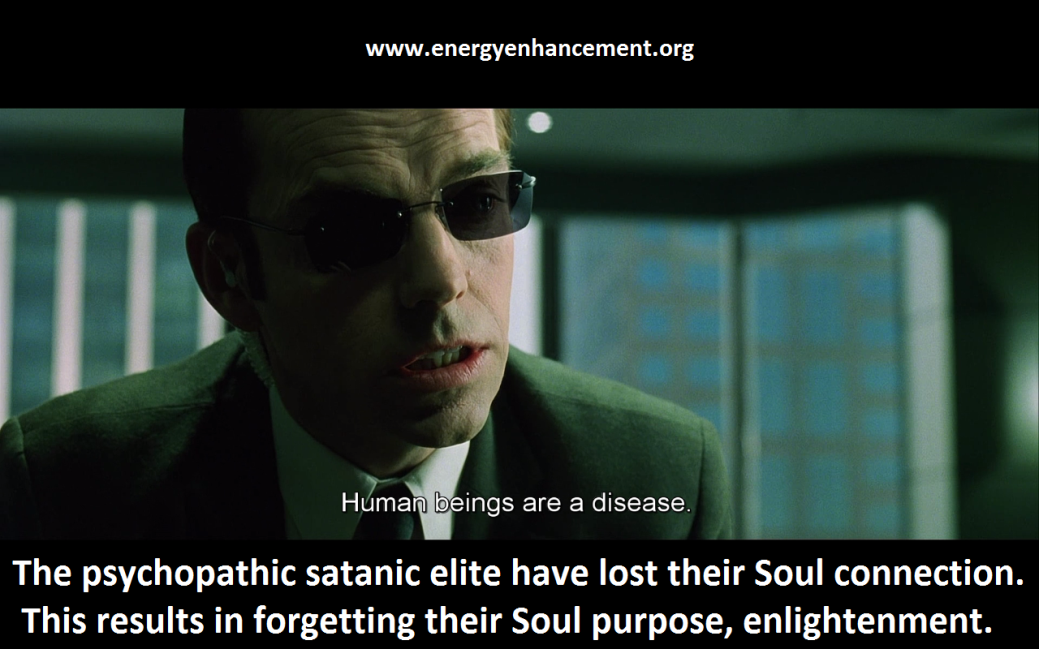 www.energyenhancement.org
Human beings are a disease.
The psychopathic satanic elite have lost their Soul connection.
This results in forgetting their Soul purpose, enlightenment.